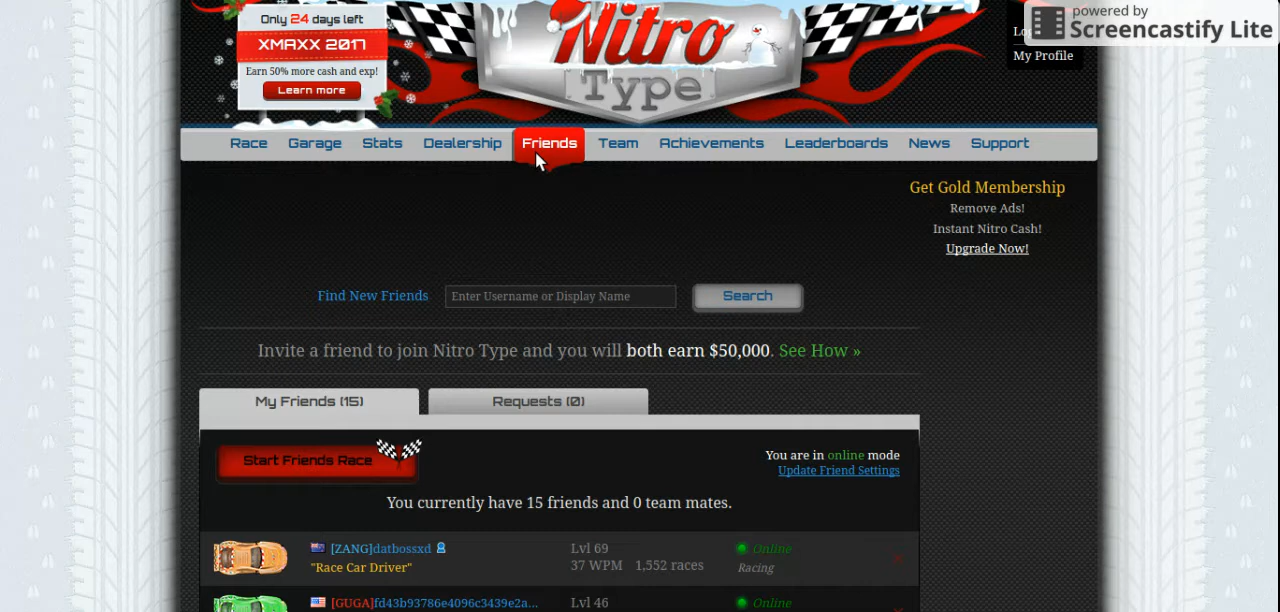 Only 24 days left
XMAXX 2017
Earn 50% more cash and exp!
Learn more
Nitro
Type
powered by
Screencastify Lite
My Profile
Race Garage Stats Dealership Friends Team Achievements Leaderboards News Support
Get Gold Membership
Remove Ads!
Instant Nitro Cash!
Upgrade Now!
Find New Friends Enter Username or Display Name Search
Invite a friend to join Nitro Type and you will both earn $50,000. See How »
My Friends (15) Requests (0)
Start Friends Race
You are in online mode
Update Friend Settings
You currently have 15 friends and 0 team mates.
[ZANG]datbossxd Lvl 69 Online
"Race Car Driver" 37 WPM 1,552 races Racing
[GUGA]fd43b93786e4096c3439e2a... Lvl 46 Online